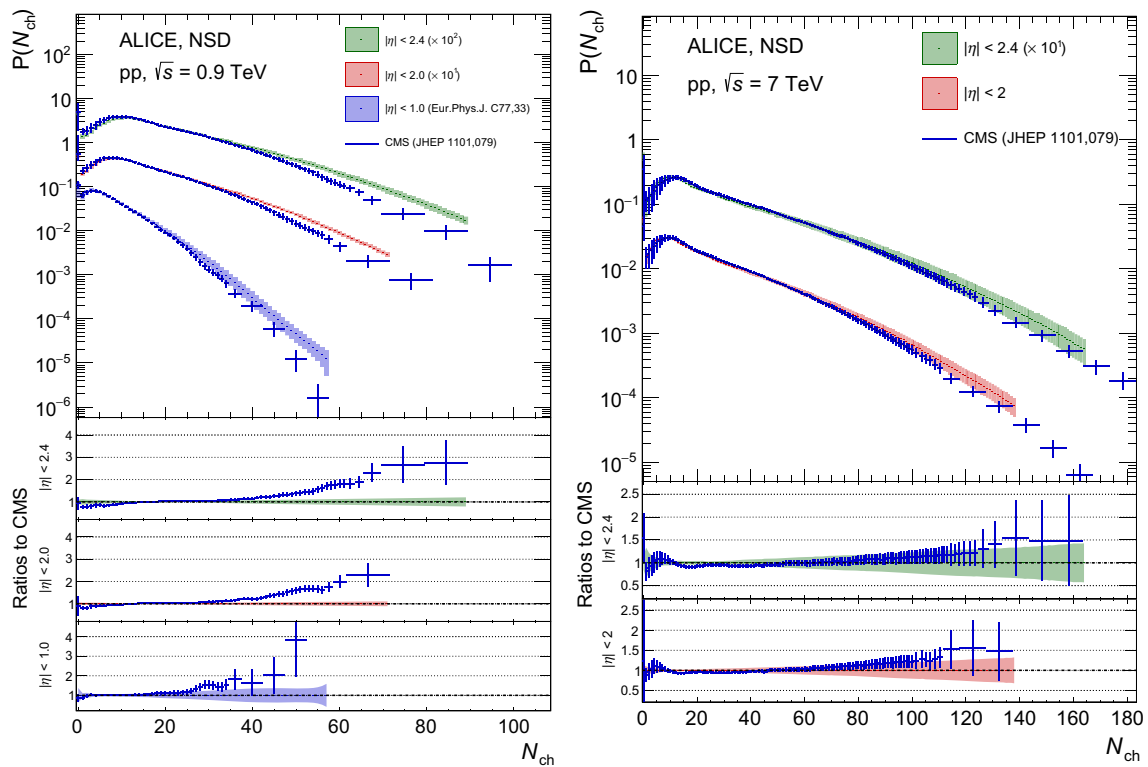 P(N_ch)
ALICE, NSD
pp, √s = 0.9 TeV
|η| < 2.4 (× 10²)
|η| < 2.0 (× 10¹)
|η| < 1.0 (Eur.Phys.J. C77,33)
CMS (JHEP 1101,079)
10²
10
1
10⁻¹
10⁻²
10⁻³
10⁻⁴
10⁻⁵
10⁻⁶
Ratios to CMS
|η| < 2.4
4
3
2
1
|η| < 2.0
4
2
1
|η| < 1.0
4
3
2
1
0 20 40 60 80 100
N_ch
P(N_ch)
ALICE, NSD
pp, √s = 7 TeV
|η| < 2.4 (× 10¹)
|η| < 2
CMS (JHEP 1101,079)
10
1
10⁻¹
10⁻²
10⁻³
10⁻⁴
10⁻⁵
Ratios to CMS
|η| < 2.4
2.5
2
1.5
1
0.5
|η| < 2
2.5
2
1.5
1
0.5
0 20 40 60 80 100 120 140 160 180
N_ch